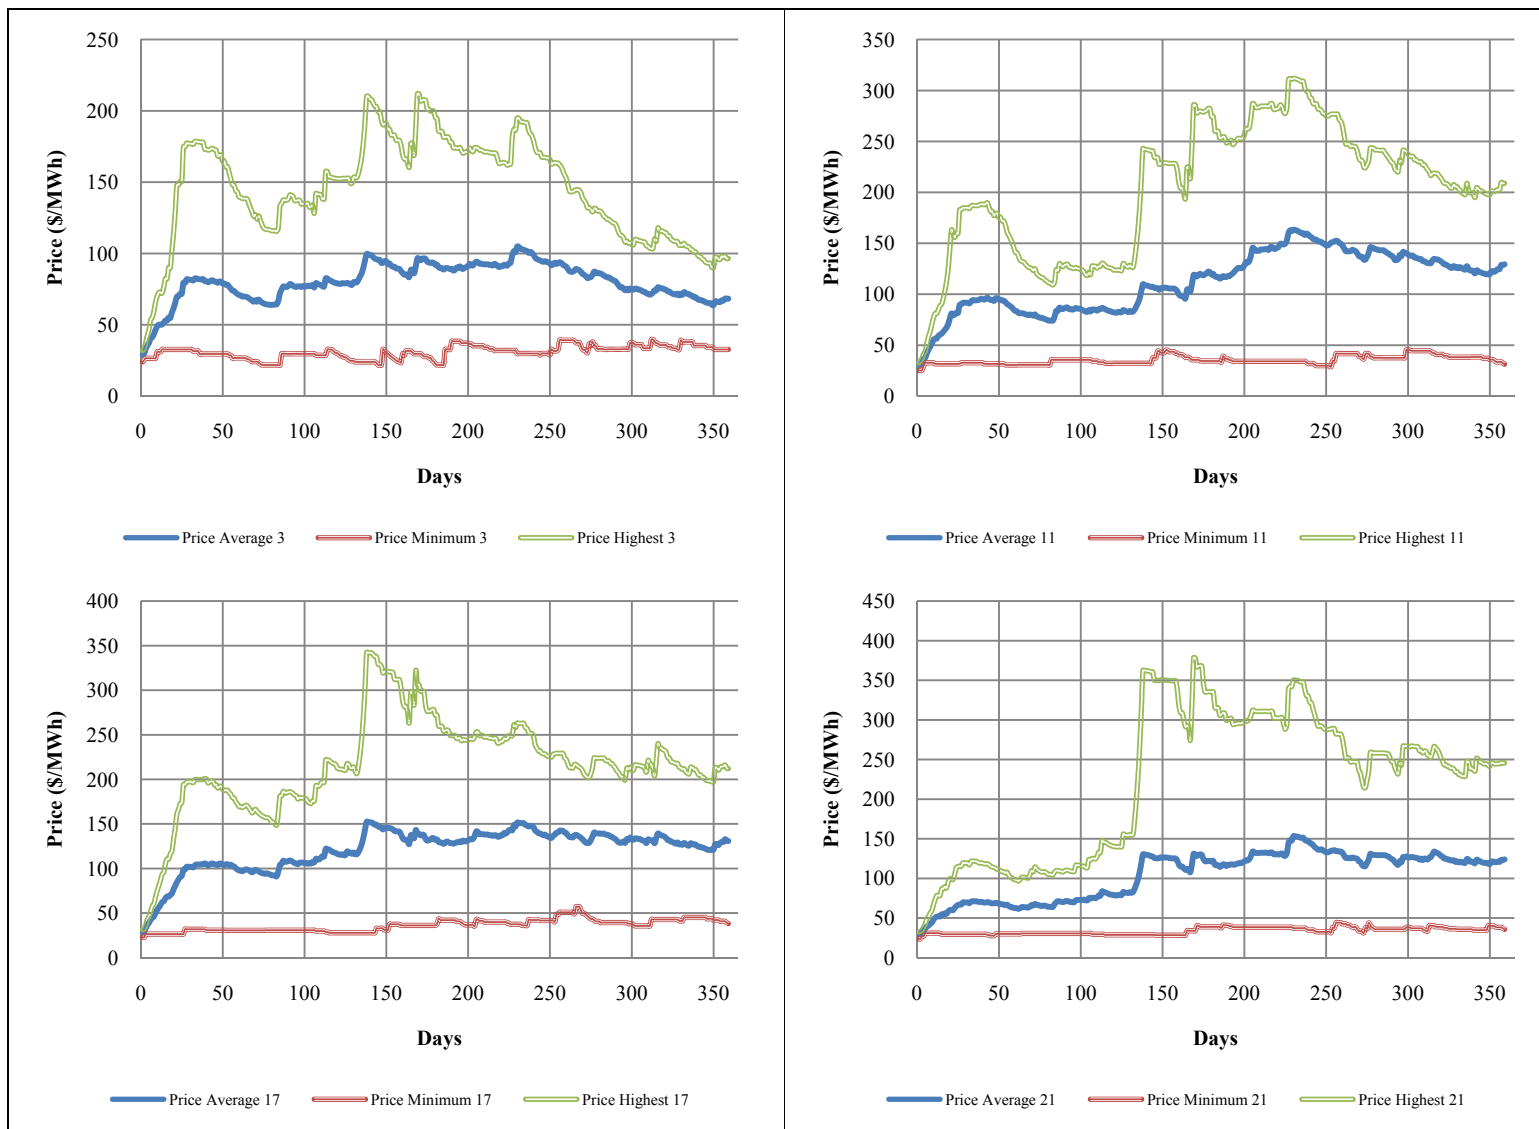 250
200
150
100
50
0
Price ($/MWh)
0 50 100 150 200 250 300 350
Days
Price Average 3 Price Minimum 3 Price Highest 3
350
300
250
200
150
100
50
0
Price ($/MWh)
0 50 100 150 200 250 300 350
Days
Price Average 11 Price Minimum 11 Price Highest 11
400
350
300
250
200
150
100
50
0
Price ($/MWh)
0 50 100 150 200 250 300 350
Days
Price Average 17 Price Minimum 17 Price Highest 17
450
400
350
300
250
200
150
100
50
0
Price ($/MWh)
0 50 100 150 200 250 300 350
Days
Price Average 21 Price Minimum 21 Price Highest 21